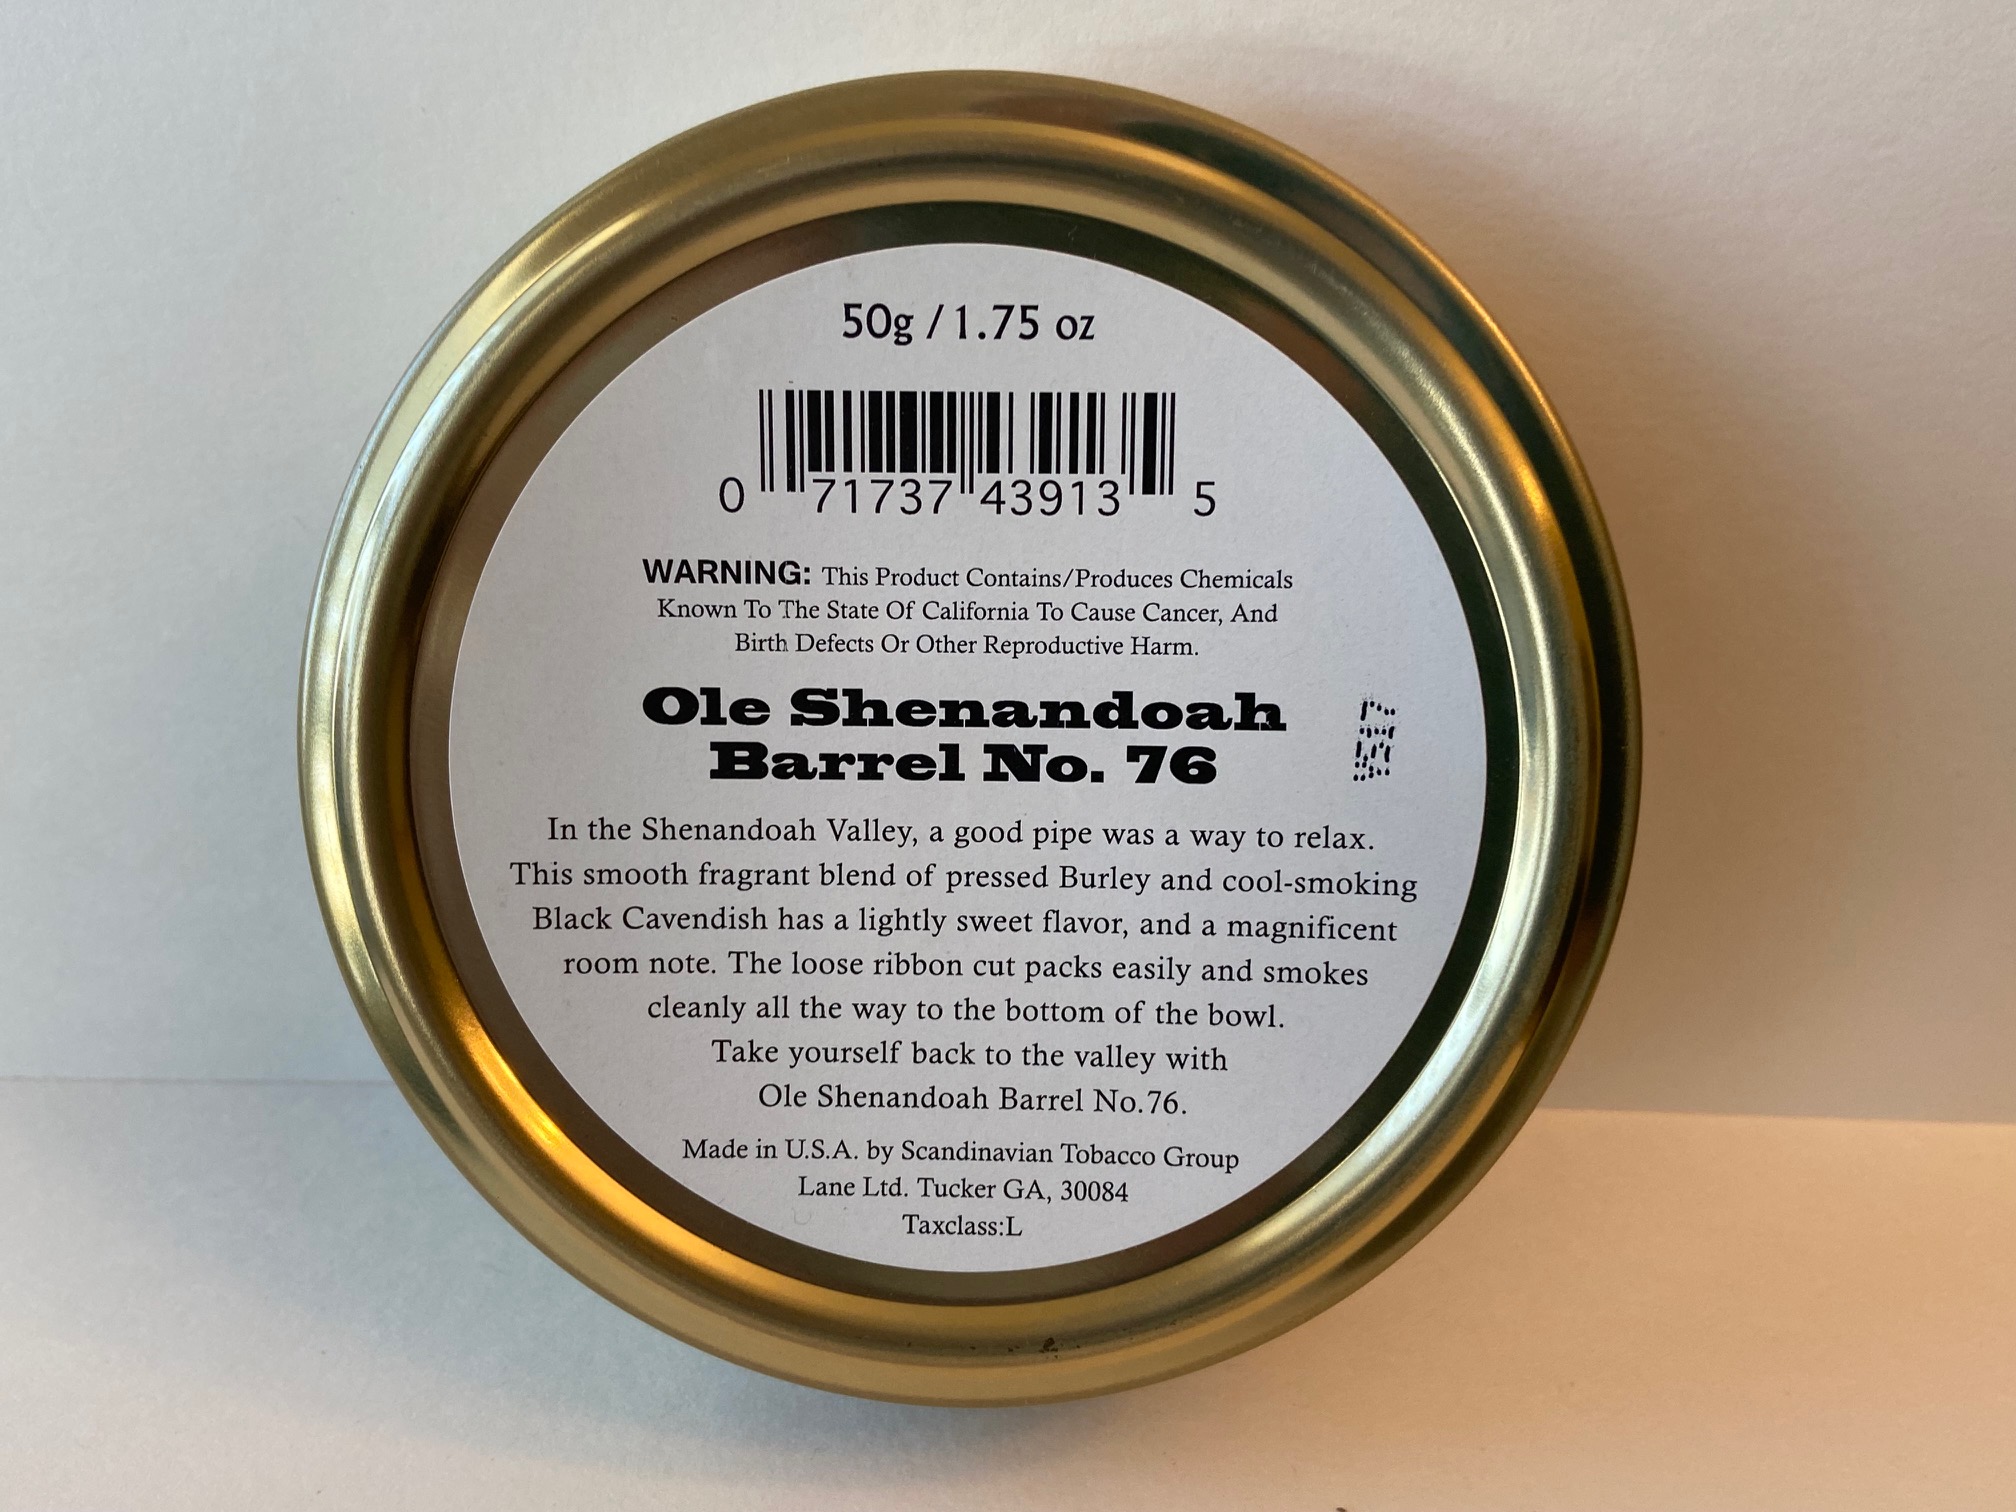 50g / 1.75 oz
0 71737 43913 5
WARNING: This Product Contains/Produces Chemicals
Known To The State Of California To Cause Cancer, And
Birth Defects Or Other Reproductive Harm.
Ole Shenandoah
Barrel No. 76
In the Shenandoah Valley, a good pipe was a way to relax.
This smooth fragrant blend of pressed Burley and cool-smoking
Black Cavendish has a lightly sweet flavor, and a magnificent
room note. The loose ribbon cut packs easily and smokes
cleanly all the way to the bottom of the bowl.
Take yourself back to the valley with
Ole Shenandoah Barrel No.76.
Made in U.S.A. by Scandinavian Tobacco Group
Lane Ltd. Tucker GA, 30084
Taxclass:L